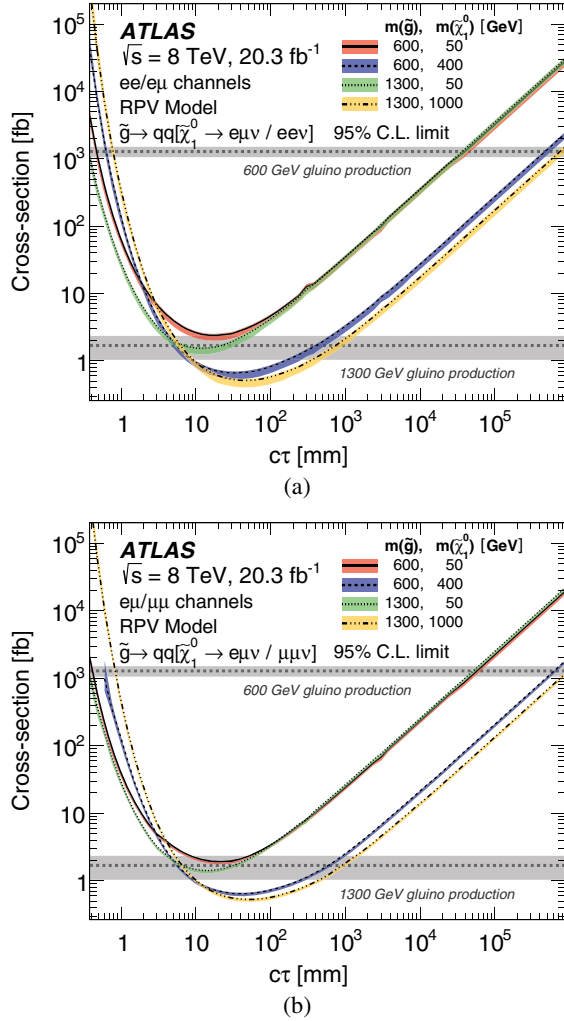 ATLAS
√s = 8 TeV, 20.3 fb⁻¹
ee/eμ channels
RPV Model
g̃→ qq[χ̃₁⁰ → eμν / eeν] 95% C.L. limit
m(g̃), m(χ̃₁⁰) [GeV]
600, 50
600, 400
1300, 50
1300, 1000
600 GeV gluino production
1300 GeV gluino production
Cross-section [fb]
10⁵
10⁴
10³
10²
10
1
1 10 10² 10³ 10⁴ 10⁵
cτ [mm]
(a)
ATLAS
√s = 8 TeV, 20.3 fb⁻¹
eμ/μμ channels
RPV Model
g̃→ qq[χ̃₁⁰ → eμν / μμν] 95% C.L. limit
m(g̃), m(χ̃₁⁰) [GeV]
600, 50
600, 400
1300, 50
1300, 1000
600 GeV gluino production
1300 GeV gluino production
Cross-section [fb]
10⁵
10⁴
10³
10²
10
1
1 10 10² 10³ 10⁴ 10⁵
cτ [mm]
(b)